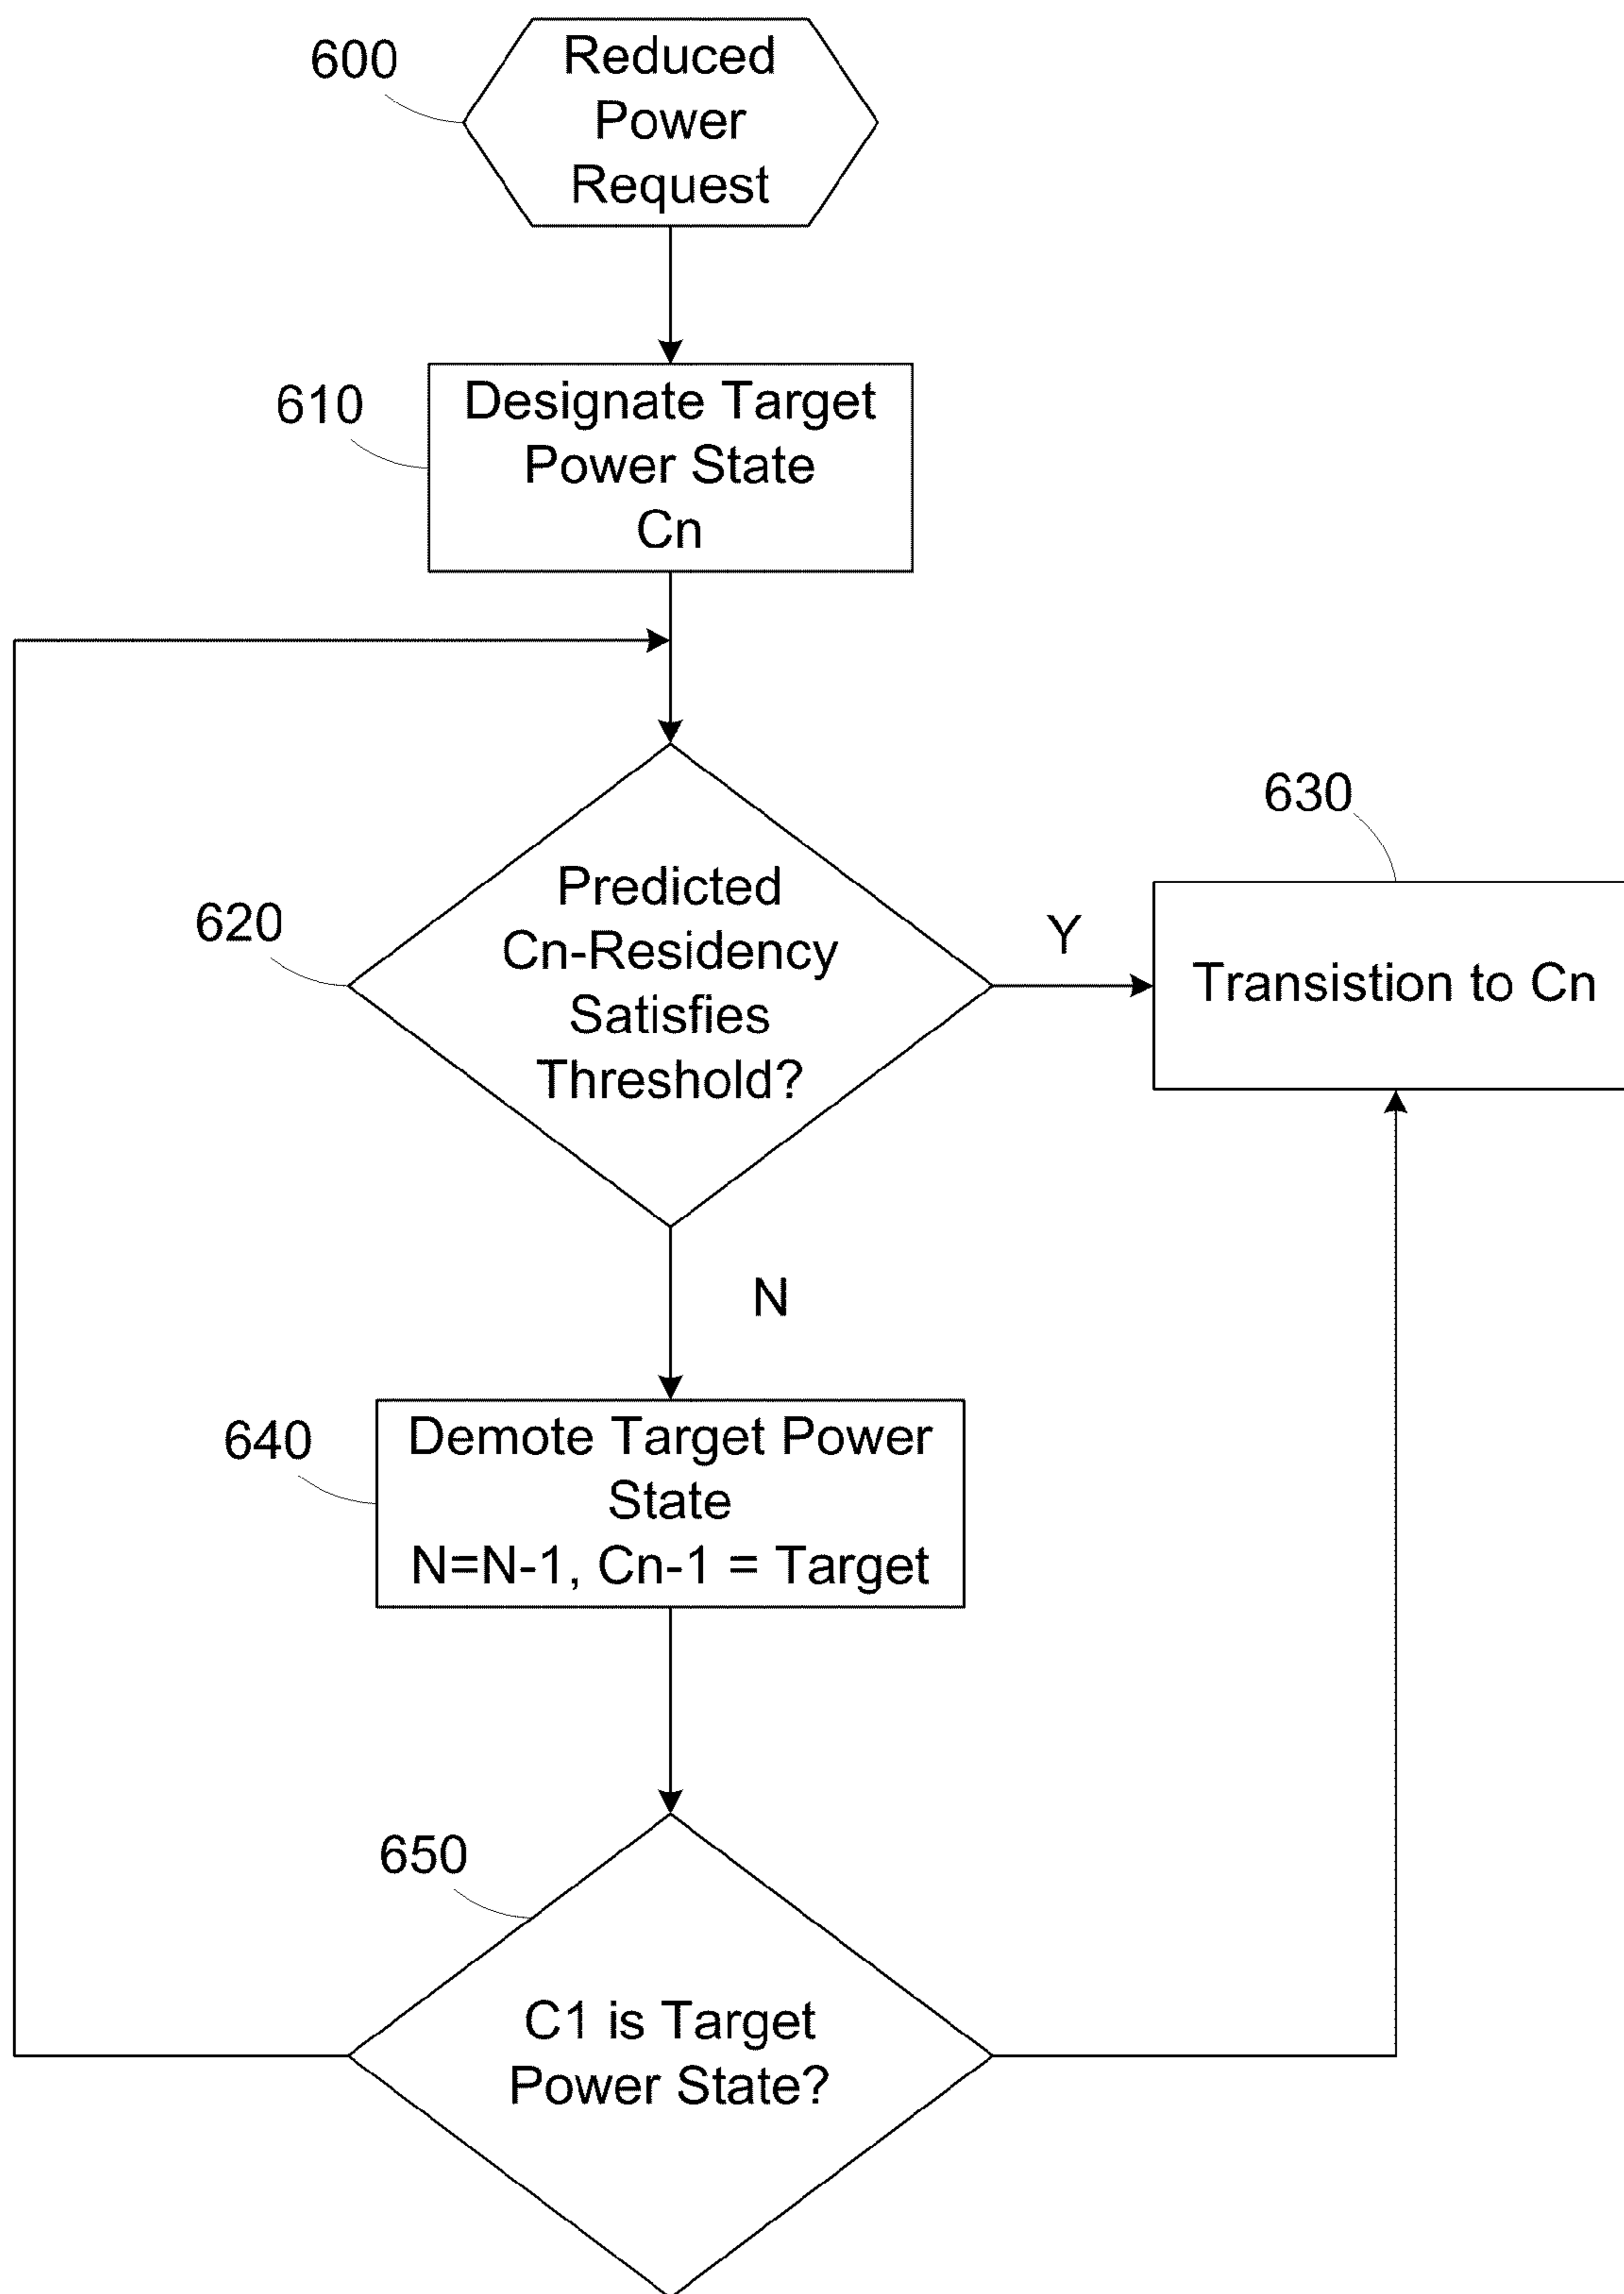 600
Reduced
Power
Request
610
Designate Target
Power State
Cn
620
Predicted
Cn-Residency
Satisfies
Threshold?
Y
630
Transistion to Cn
N
640
Demote Target Power
State
N=N-1, Cn-1 = Target
650
C1 is Target
Power State?